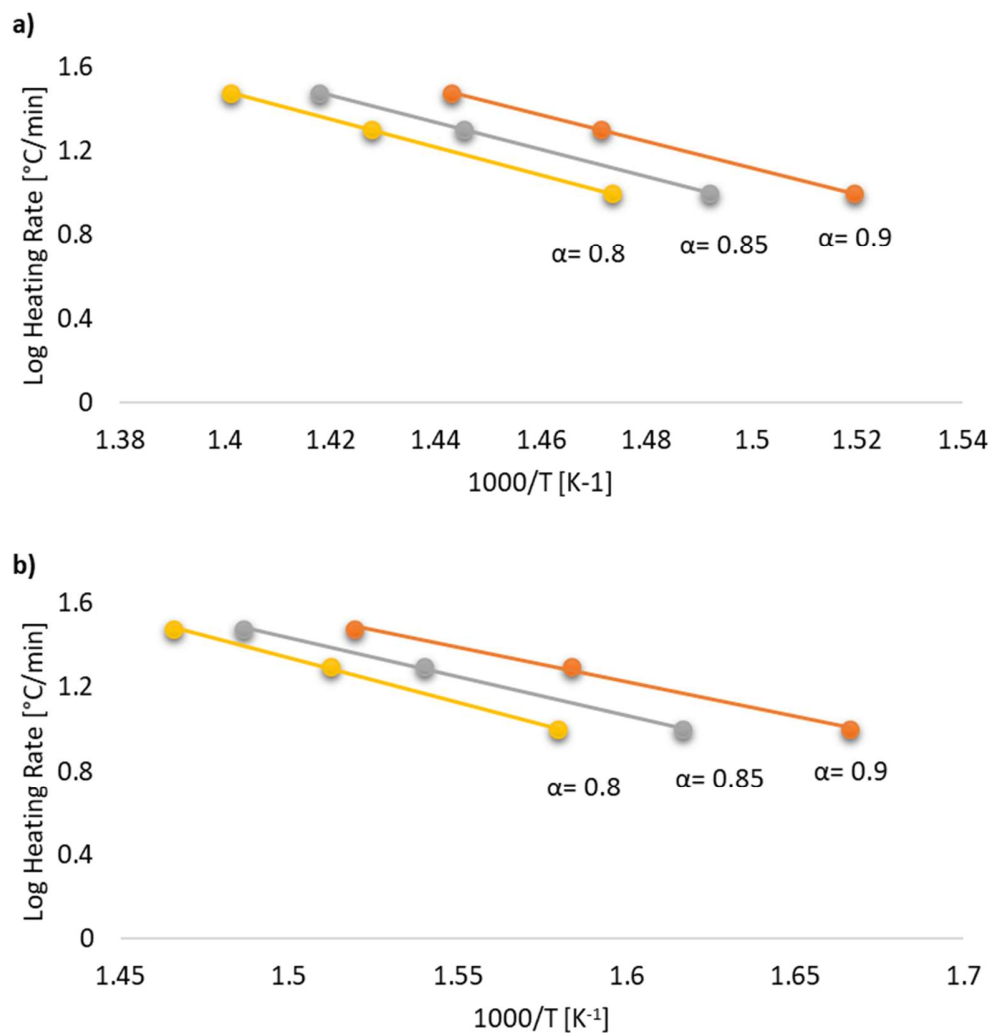 a)
1.6
1.2
0.8
0.4
0
Log Heating Rate [°C/min]
α= 0.8
α= 0.85
α= 0.9
1.38 1.4 1.42 1.44 1.46 1.48 1.5 1.52 1.54
1000/T [K-1]
b)
1.6
1.2
0.8
0.4
0
Log Heating Rate [°C/min]
α= 0.8
α= 0.85
α= 0.9
1.45 1.5 1.55 1.6 1.65 1.7
1000/T [K⁻¹]